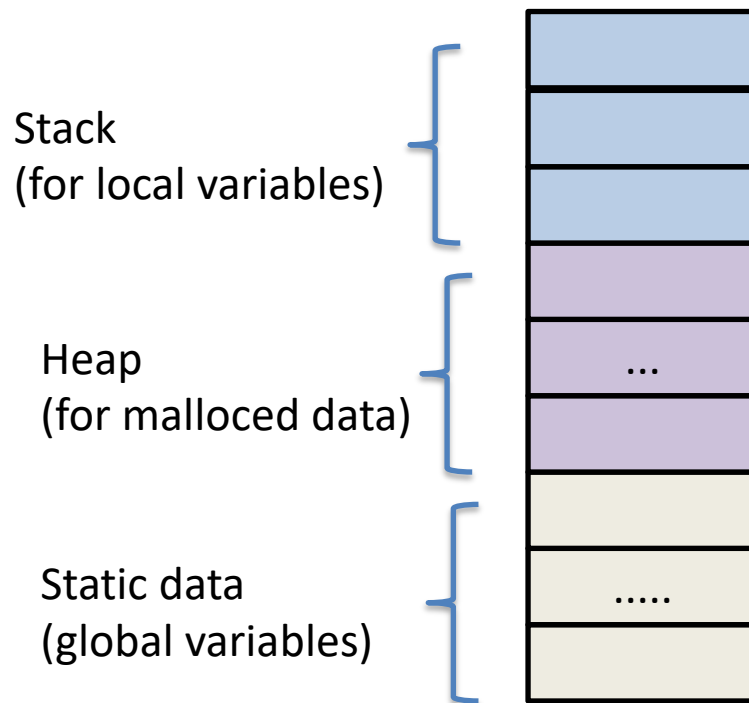 Stack
(for local variables)
Heap
(for malloced data)
...
Static data
(global variables)
.....